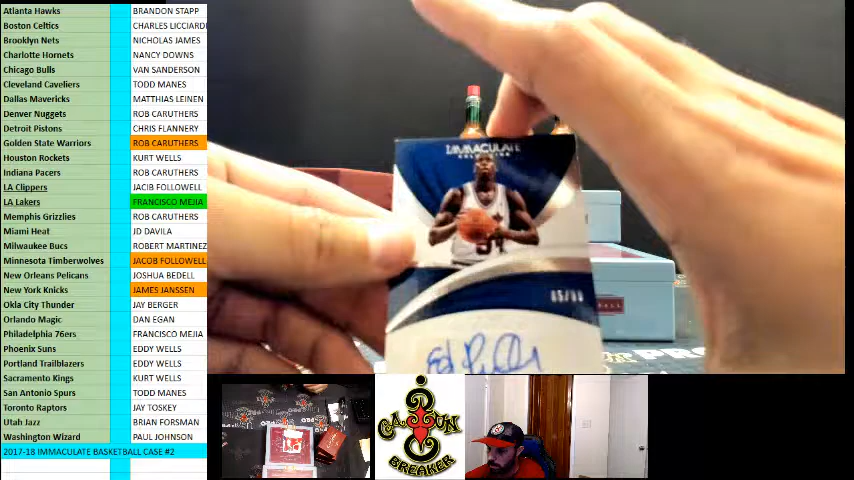 Atlanta Hawks BRANDON STAPP
Boston Celtics CHARLES LICCIARDI
Brooklyn Nets NICHOLAS JAMES
Charlotte Hornets NANCY DOWNS
Chicago Bulls VAN SANDERSON
Cleveland Caveliers TODD MANES
Dallas Mavericks MATTHIAS LEINEN
Denver Nuggets ROB CARUTHERS
Detroit Pistons CHRIS FLANNERY
Golden State Warriors ROB CARUTHERS
Houston Rockets KURT WELLS
Indiana Pacers ROB CARUTHERS
LA Clippers JACIB FOLLOWELL
LA Lakers FRANCISCO MEJIA
Memphis Grizzlies ROB CARUTHERS
Miami Heat JD DAVILA
Milwaukee Bucs ROBERT MARTINEZ
Minnesota Timberwolves JACOB FOLLOWELL
New Orleans Pelicans JOSHUA BEDELL
New York Knicks JAMES JANSSEN
Okla City Thunder JAY BERGER
Orlando Magic DAN EGAN
Philadelphia 76ers FRANCISCO MEJIA
Phoenix Suns EDDY WELLS
Portland Trailblazers EDDY WELLS
Sacramento Kings KURT WELLS
San Antonio Spurs TODD MANES
Toronto Raptors JAY TOSKEY
Utah Jazz BRIAN FORSMAN
Washington Wizard PAUL JOHNSON
2017-18 IMMACULATE BASKETBALL CASE #2
IMMACULATE
COLLECTION
CAJUN
BREAKER